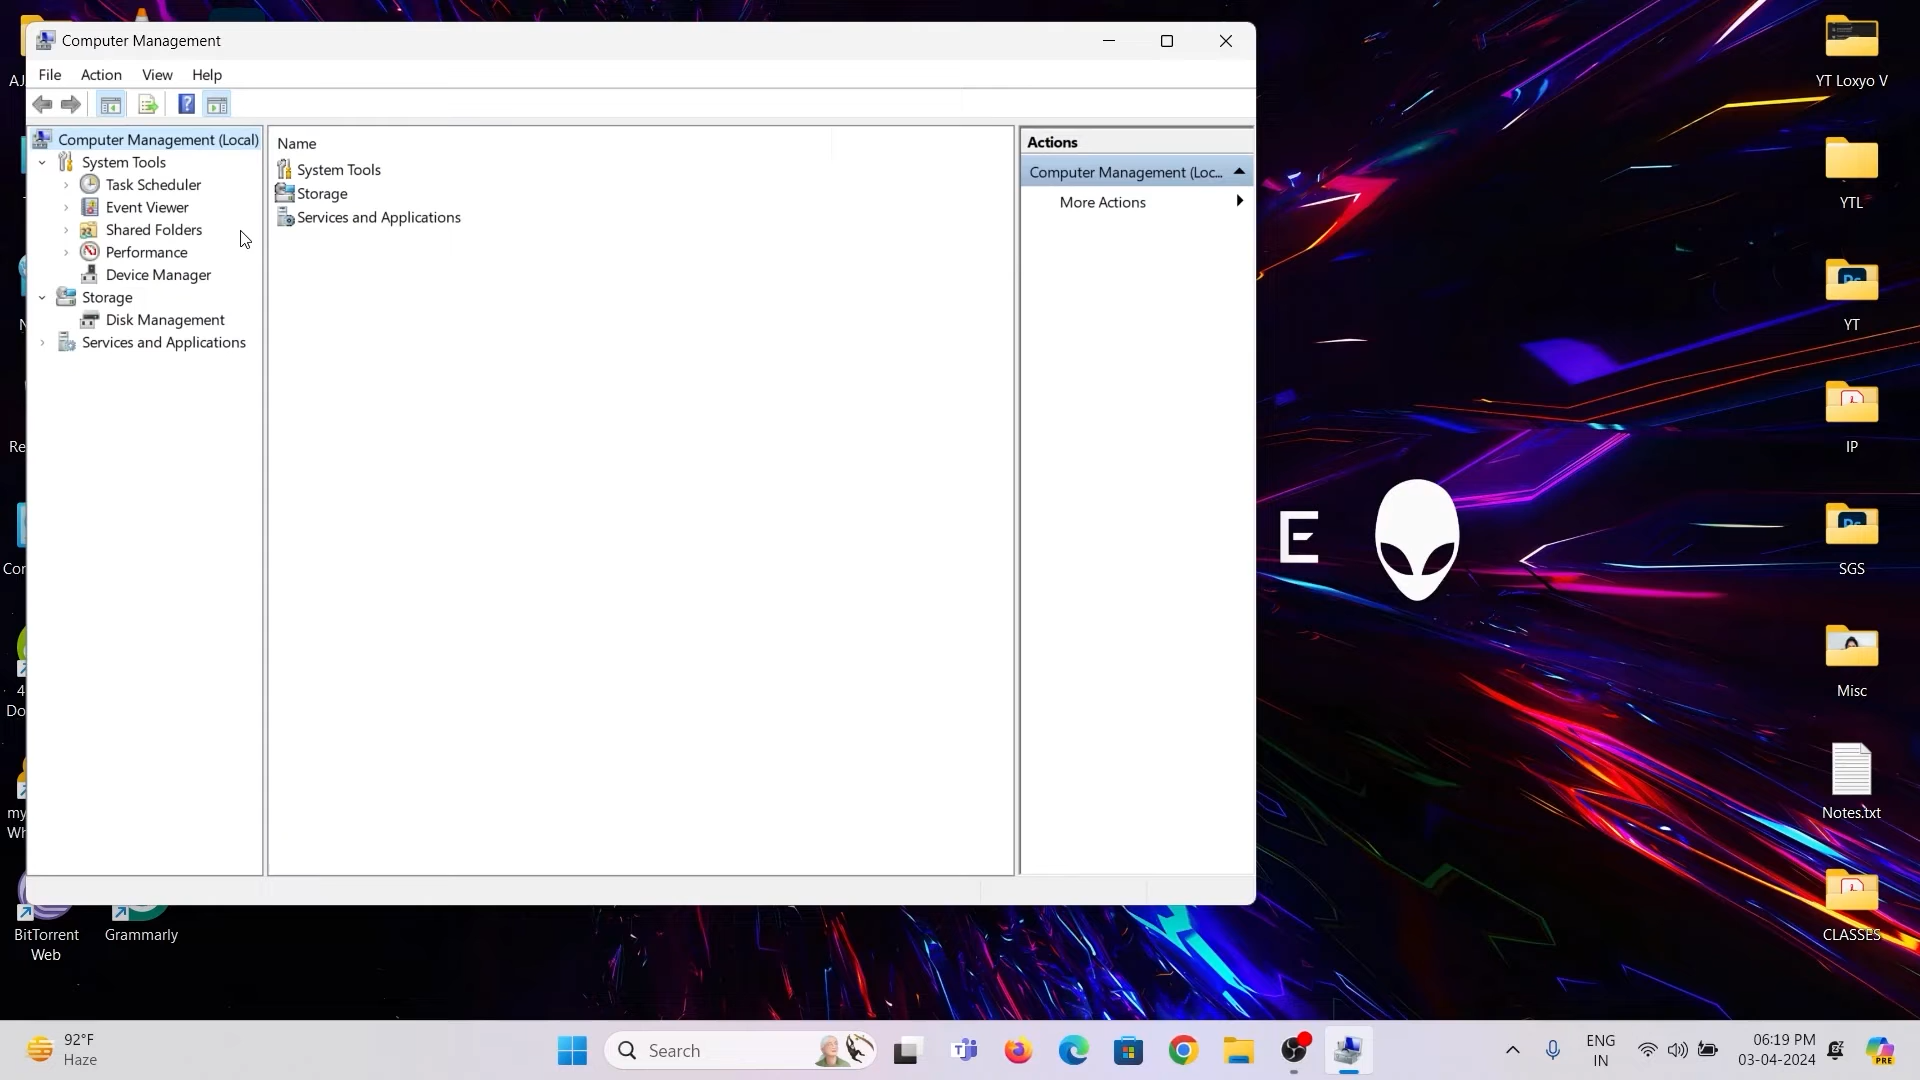 Computer Management
File Action View Help
Computer Management (Local)
System Tools
Task Scheduler
Event Viewer
Shared Folders
Performance
Device Manager
Storage
Disk Management
Services and Applications
Name
System Tools
Storage
Services and Applications
Actions
Computer Management (Loc...
More Actions
YT Loxyo V
YTL
YT
IP
SGS
Misc
Notes.txt
CLASSES
E
BitTorrent
Web
Grammarly
92°F
Haze
Search
ENG
IN
06:19 PM
03-04-2024
PRE